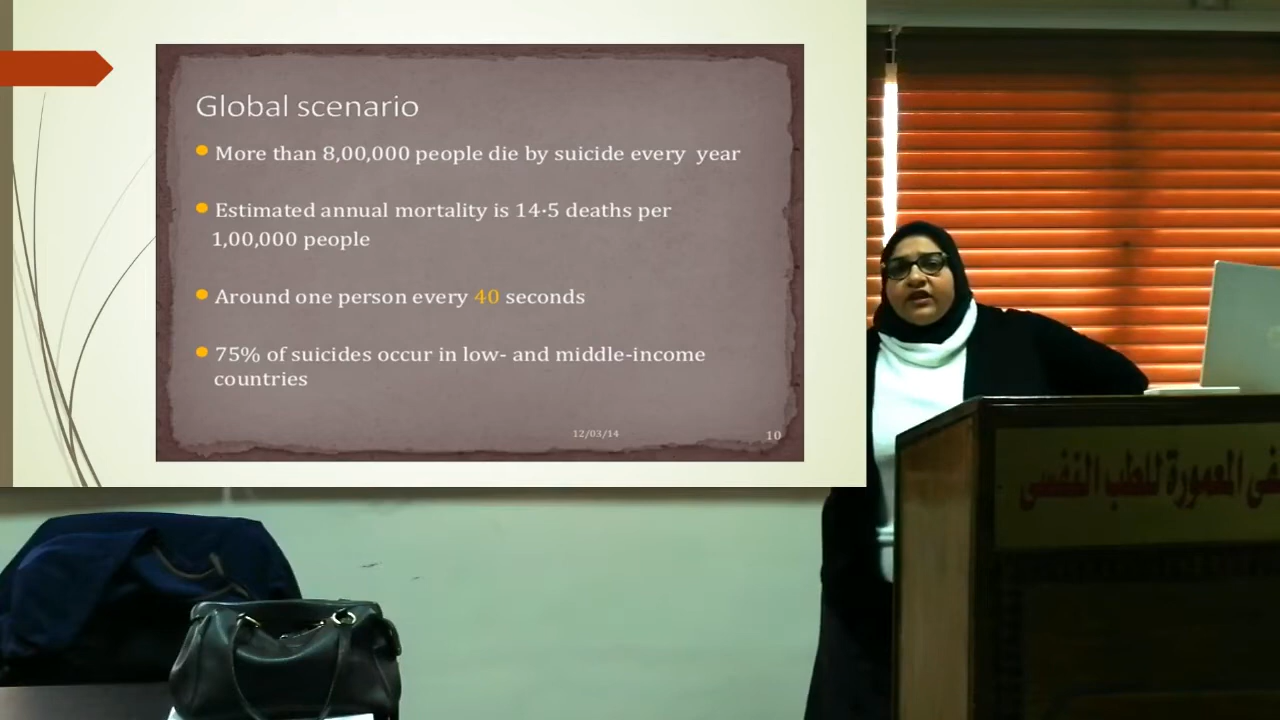 Global scenario
More than 8,00,000 people die by suicide every year
Estimated annual mortality is 14·5 deaths per
1,00,000 people
Around one person every 40 seconds
75% of suicides occur in low- and middle-income
countries
12/03/14
10
المعمورة للطب النفسى